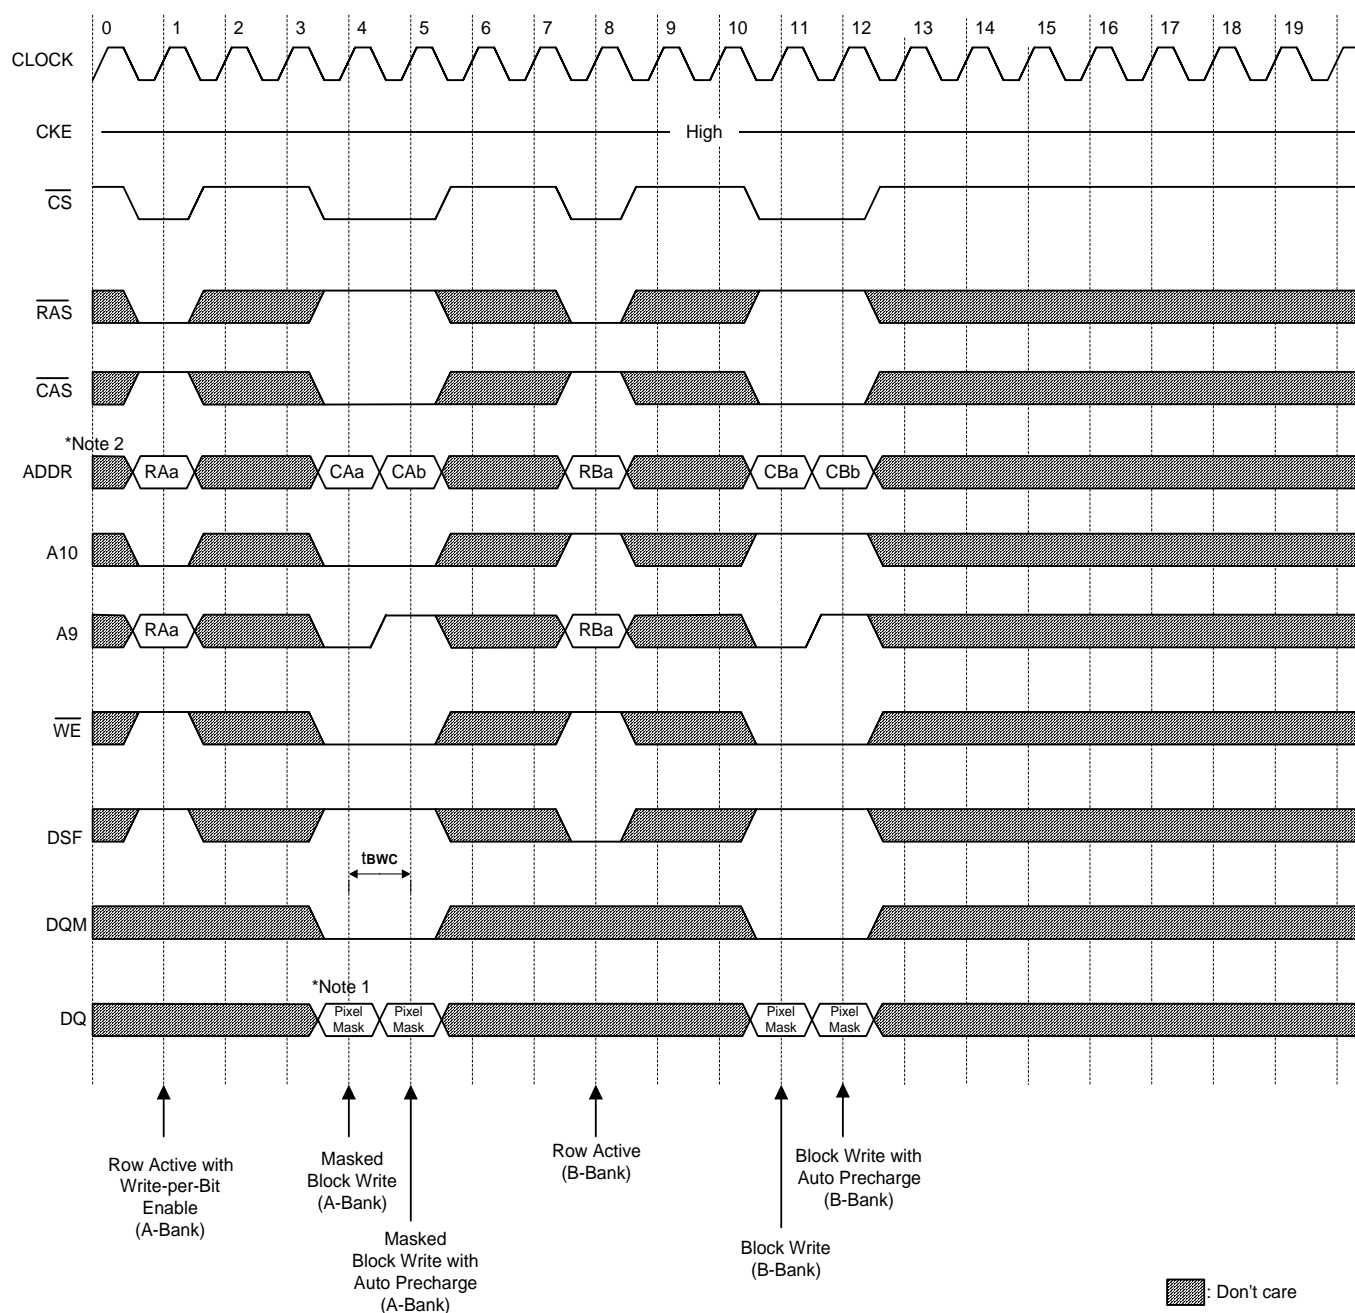 0 1 2 3 4 5 6 7 8 9 10 11 12 13 14 15 16 17 18 19
CLOCK
CKE High
CS
RAS
CAS
*Note 2
ADDR RAa CAa CAb RBa CBa CBb
A10
A9 RAa RBa
WE
DSF
tBWC
DQM
*Note 1
DQ Pixel Mask Pixel Mask Pixel Mask Pixel Mask
Row Active with
Write-per-Bit
Enable
(A-Bank)
Masked
Block Write
(A-Bank)
Masked
Block Write with
Auto Precharge
(A-Bank)
Row Active
(B-Bank)
Block Write
(B-Bank)
Block Write with
Auto Precharge
(B-Bank)
: Don't care